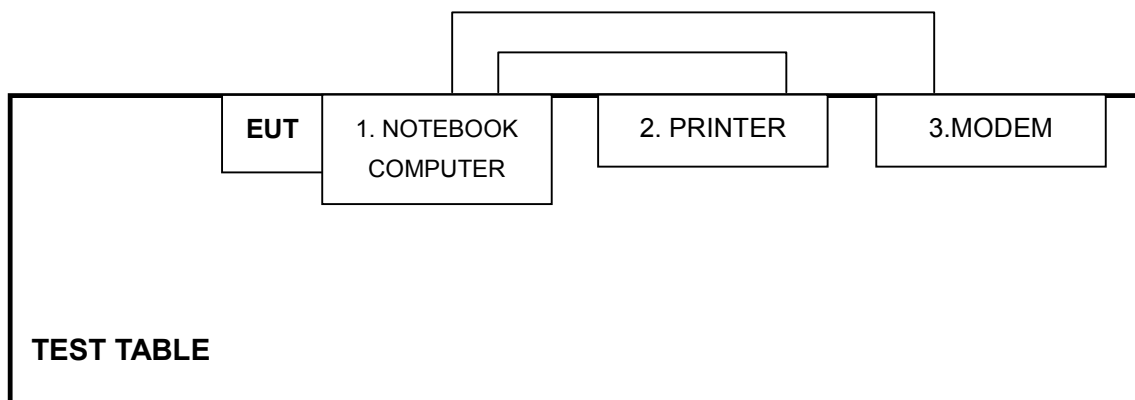 EUT
1. NOTEBOOK
COMPUTER
2. PRINTER
3.MODEM
TEST TABLE